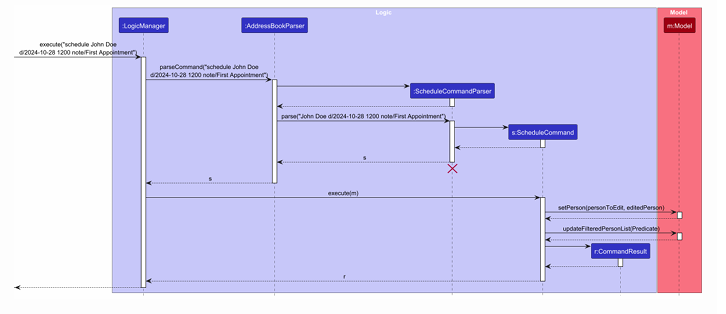 Logic
Model
:LogicManager
:AddressBookParser
m:Model
execute("schedule John Doe
d/2024-10-28 1200 note/First Appointment")
parseCommand("schedule John Doe
d/2024-10-28 1200 note/First Appointment")
:ScheduleCommandParser
parse("John Doe d/2024-10-28 1200 note/First Appointment")
s:ScheduleCommand
s
s
execute(m)
setPerson(personToEdit, editedPerson)
updateFilteredPersonList(Predicate)
r:CommandResult
r